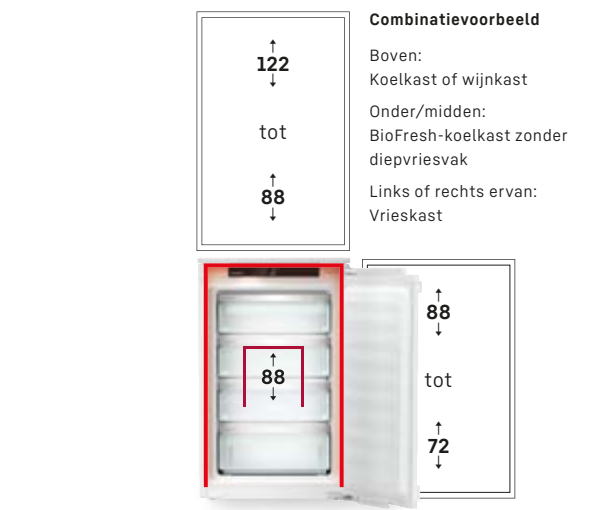 Combinatievoorbeeld
Boven:
Koelkast of wijnkast
Onder/midden:
BioFresh-koelkast zonder
diepvriesvak
Links of rechts ervan:
Vrieskast
122
tot
88
88
88
tot
72